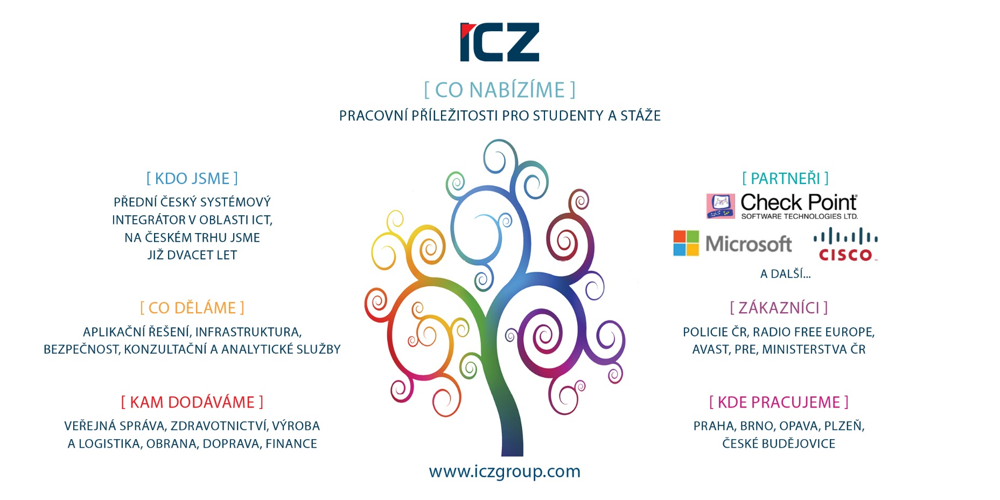 ICZ
[ CO NABÍZÍME ]
PRACOVNÍ PŘÍLEŽITOSTI PRO STUDENTY A STÁŽE
[ KDO JSME ]
PŘEDNÍ ČESKÝ SYSTÉMOVÝ
INTEGRÁTOR V OBLASTI ICT,
NA ČESKÉM TRHU JSME
JIŽ DVACET LET
[ CO DĚLÁME ]
APLIKAČNÍ ŘEŠENÍ, INFRASTRUKTURA,
BEZPEČNOST, KONZULTAČNÍ A ANALYTICKÉ SLUŽBY
[ KAM DODÁVÁME ]
VEŘEJNÁ SPRÁVA, ZDRAVOTNICTVÍ, VÝROBA
A LOGISTIKA, OBRANA, DOPRAVA, FINANCE
[ PARTNEŘI ]
Check Point®
SOFTWARE TECHNOLOGIES LTD.
Microsoft
CISCO™
A DALŠÍ...
[ ZÁKAZNÍCI ]
POLICIE ČR, RADIO FREE EUROPE,
AVAST, PRE, MINISTERSTVA ČR
[ KDE PRACUJEME ]
PRAHA, BRNO, OPAVA, PLZEŇ,
ČESKÉ BUDĚJOVICE
www.iczgroup.com